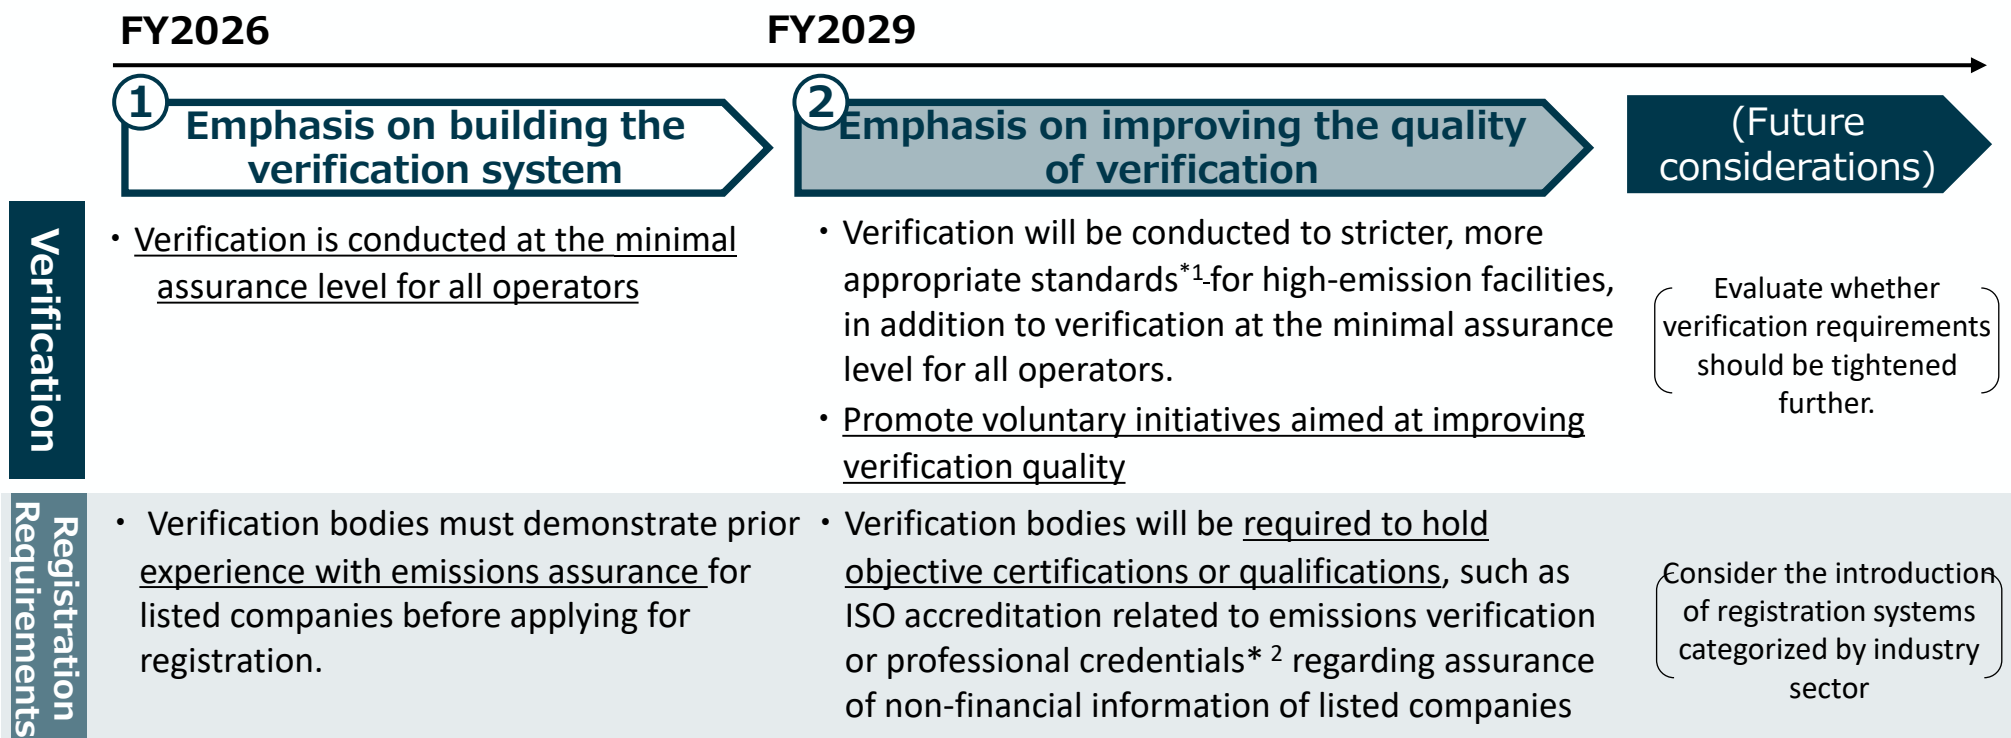 FY2026
FY2029
1
Emphasis on building the
verification system
2
Emphasis on improving the quality
of verification
(Future
considerations)
Verification
・Verification is conducted at the minimal
assurance level for all operators
・Verification will be conducted to stricter, more
appropriate standards*1 for high-emission facilities,
in addition to verification at the minimal assurance
level for all operators.
・Promote voluntary initiatives aimed at improving
verification quality
Evaluate whether
verification requirements
should be tightened
further.
Registration
Requirements
・Verification bodies must demonstrate prior
experience with emissions assurance for
listed companies before applying for
registration.
・Verification bodies will be required to hold
objective certifications or qualifications, such as
ISO accreditation related to emissions verification
or professional credentials* 2 regarding assurance
of non-financial information of listed companies
Consider the introduction
of registration systems
categorized by industry
sector